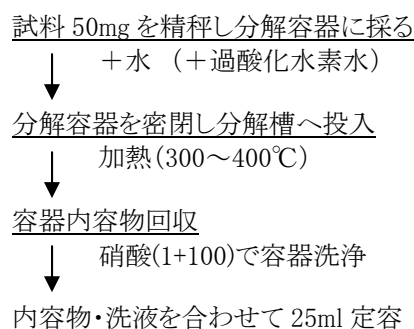 試料 50mg を精秤し分解容器に採る
＋水 （＋過酸化水素水）
分解容器を密閉し分解槽へ投入
加熱(300～400℃)
容器内容物回収
硝酸(1+100)で容器洗浄
内容物・洗液を合わせて 25ml 定容